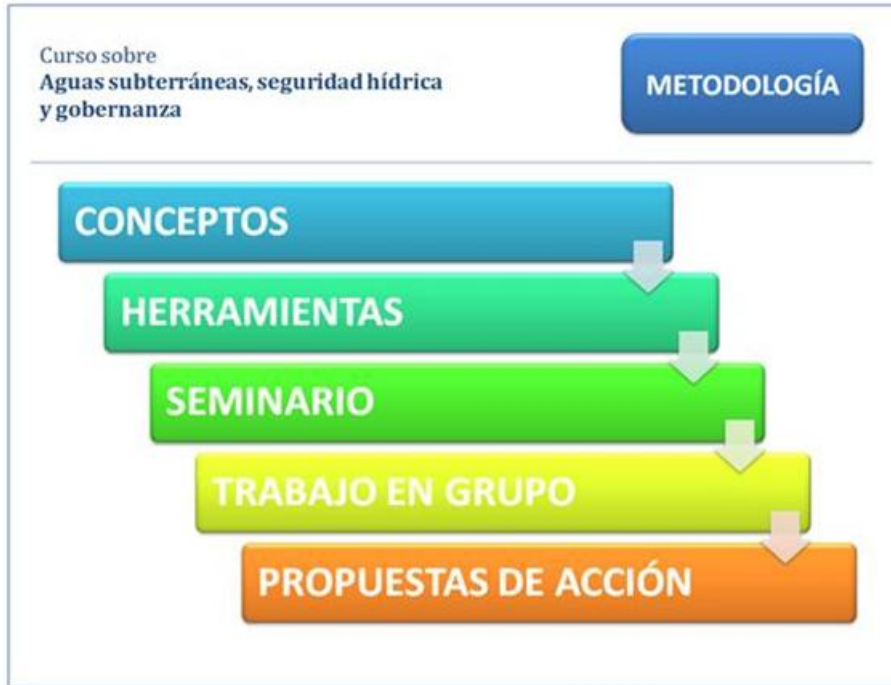 Curso sobre
Aguas subterráneas, seguridad hídrica
y gobernanza
METODOLOGÍA
CONCEPTOS
HERRAMIENTAS
SEMINARIO
TRABAJO EN GRUPO
PROPUESTAS DE ACCIÓN